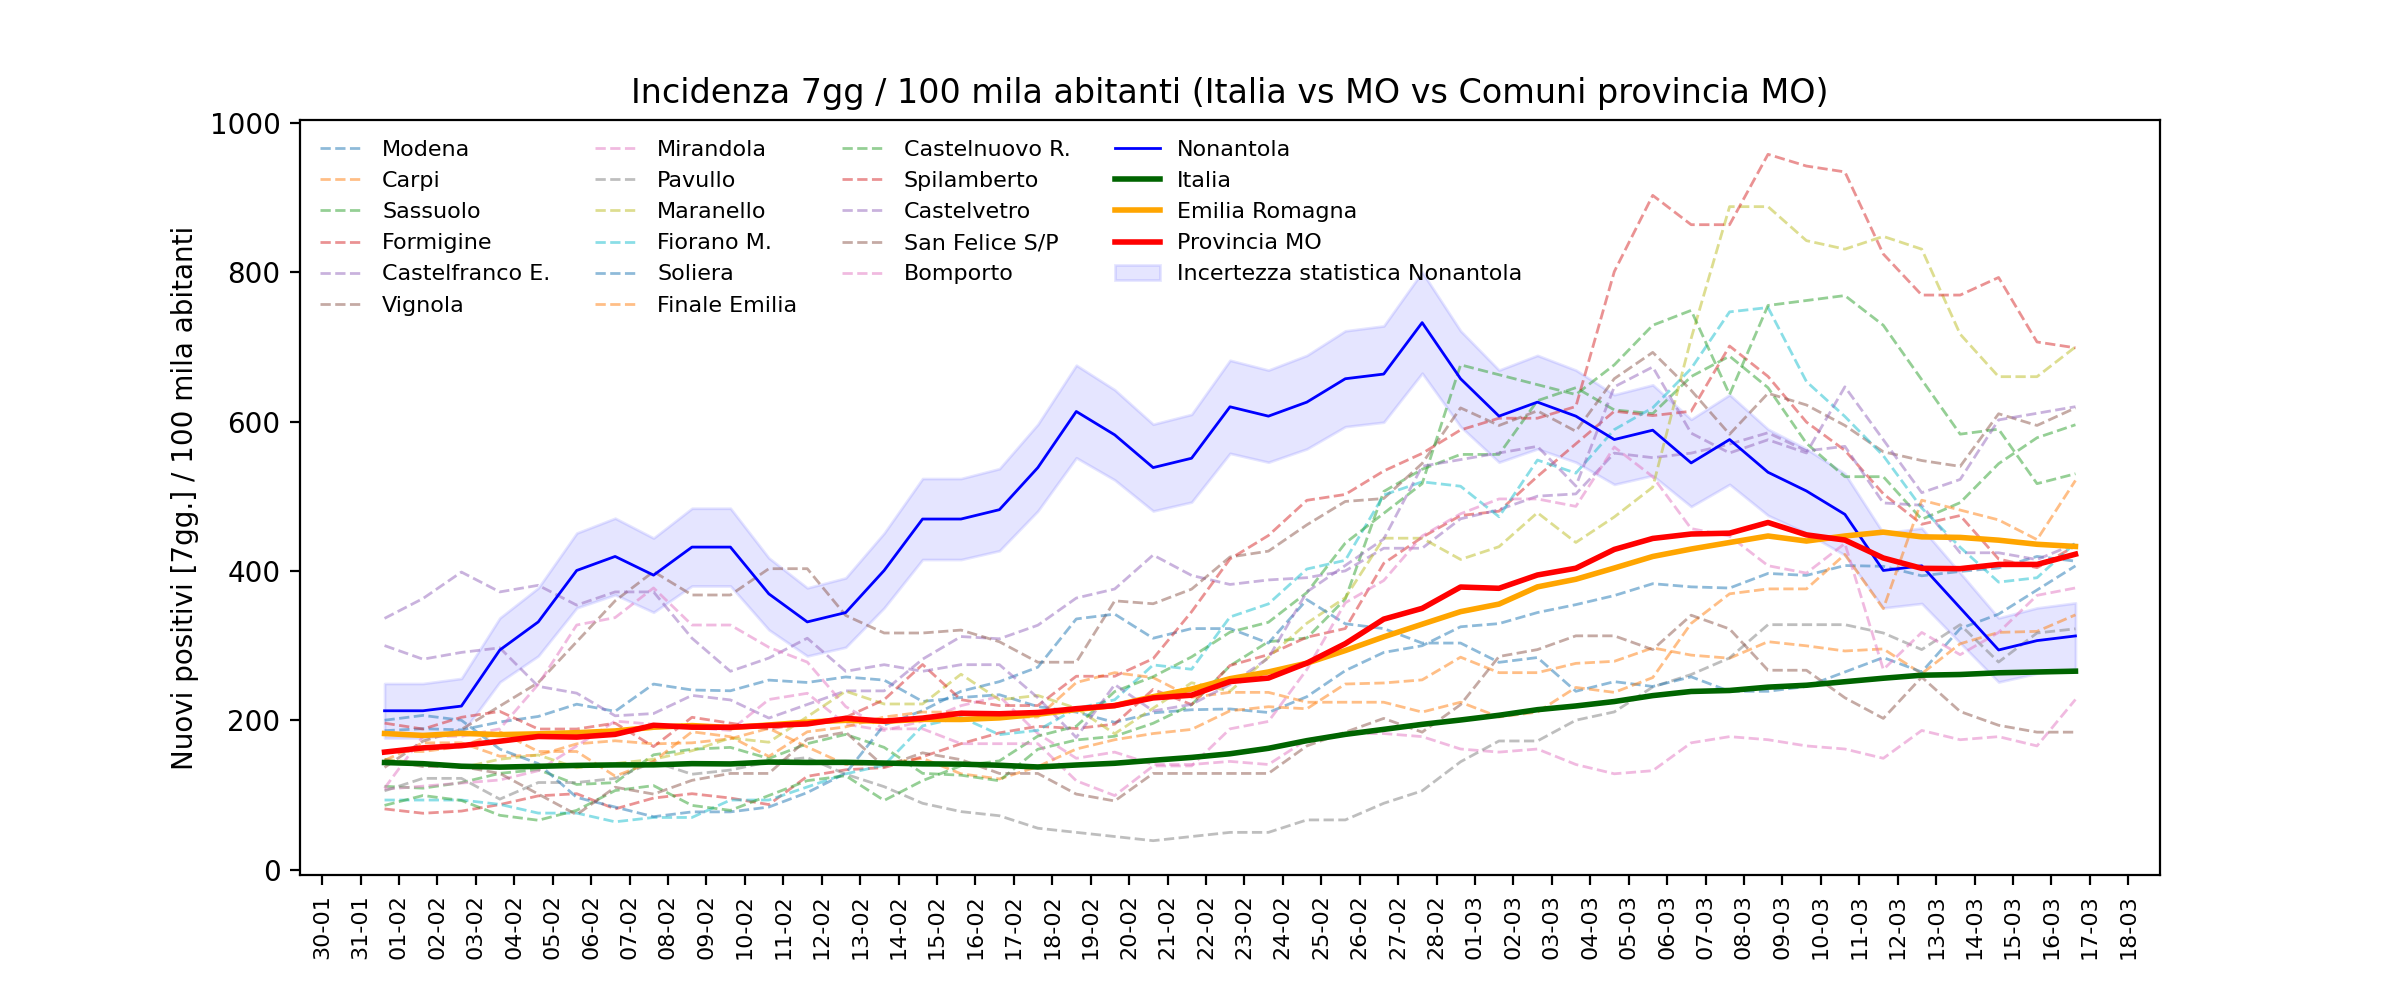 Incidenza 7gg / 100 mila abitanti (Italia vs MO vs Comuni provincia MO)
Nuovi positivi [7gg.] / 100 mila abitanti
1000
800
600
400
200
0
Modena
Carpi
Sassuolo
Formigine
Castelfranco E.
Vignola
Mirandola
Pavullo
Maranello
Fiorano M.
Soliera
Finale Emilia
Castelnuovo R.
Spilamberto
Castelvetro
San Felice S/P
Bomporto
Nonantola
Italia
Emilia Romagna
Provincia MO
Incertezza statistica Nonantola
30-01
31-01
01-02
02-02
03-02
04-02
05-02
06-02
07-02
08-02
09-02
10-02
11-02
12-02
13-02
14-02
15-02
16-02
17-02
18-02
19-02
20-02
21-02
22-02
23-02
24-02
25-02
26-02
27-02
28-02
01-03
02-03
03-03
04-03
05-03
06-03
07-03
08-03
09-03
10-03
11-03
12-03
13-03
14-03
15-03
16-03
17-03
18-03